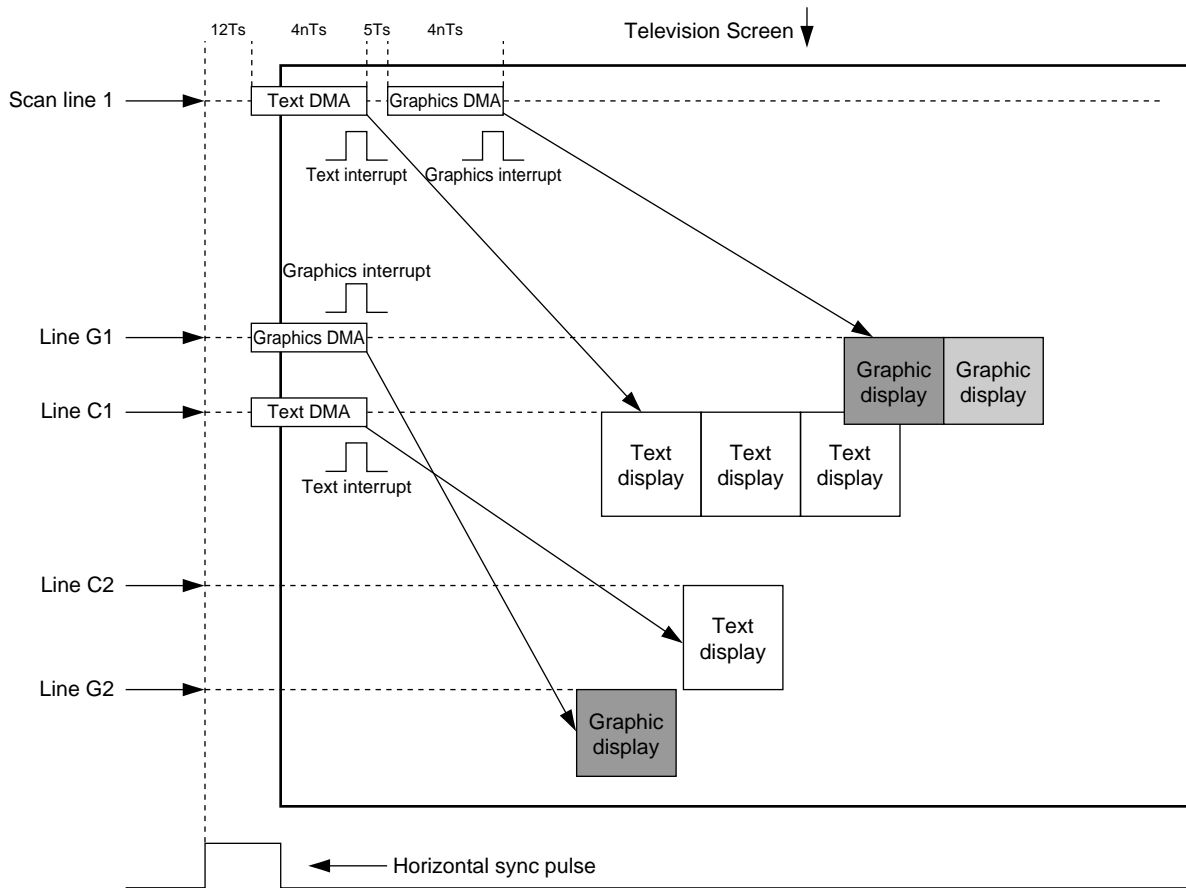 Television Screen
12Ts 4nTs 5Ts 4nTs
Scan line 1
Text DMA
Graphics DMA
Text interrupt
Graphics interrupt
Graphics interrupt
Line G1
Graphics DMA
Graphic
display
Graphic
display
Line C1
Text DMA
Text interrupt
Text
display
Text
display
Text
display
Line C2
Text
display
Line G2
Graphic
display
Horizontal sync pulse